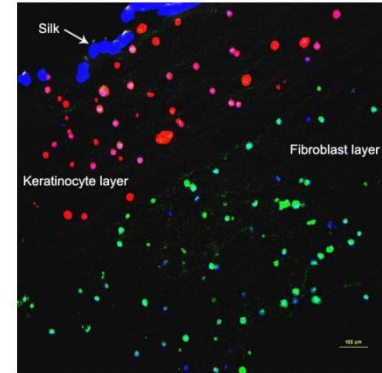 Silk
Fibroblast layer
Keratinocyte layer
100 µm